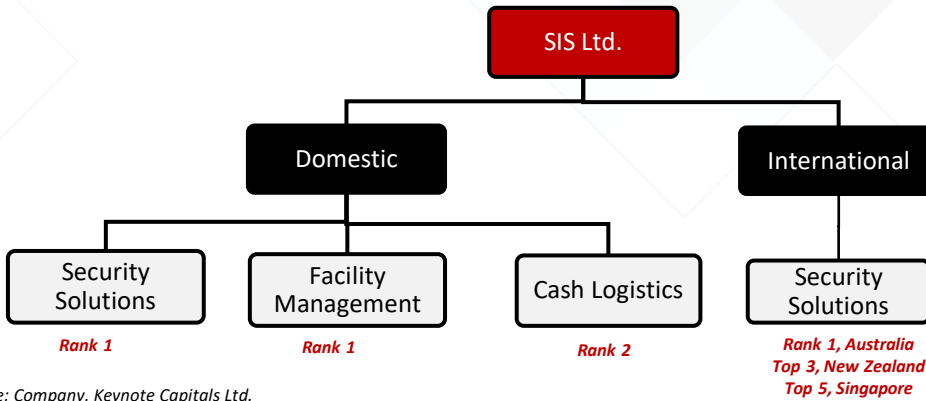 SIS Ltd.
Domestic
International
Security
Solutions
Facility
Management
Cash Logistics
Security
Solutions
Rank 1
Rank 1
Rank 2
Rank 1, Australia
Top 3, New Zealand
Top 5, Singapore
e: Company, Keynote Capitals Ltd.